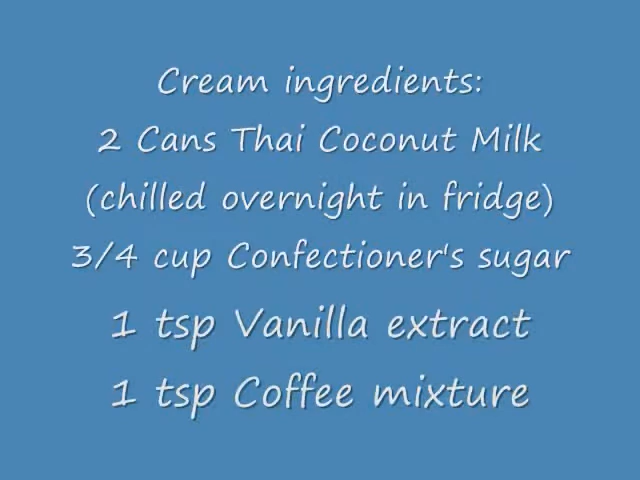 Cream ingredients:
2 Cans Thai Coconut Milk
(chilled overnight in fridge)
3/4 cup Confectioner's sugar
1 tsp Vanilla extract
1 tsp Coffee mixture